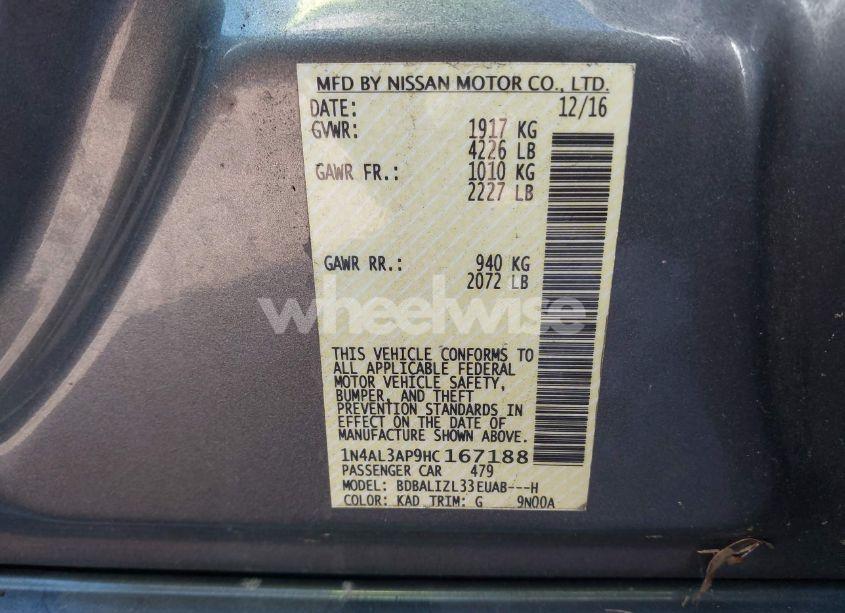 MFD BY NISSAN MOTOR CO., LTD.
DATE: 12/16
GVWR: 1917 KG
4226 LB
GAWR FR.: 1010 KG
2227 LB
GAWR RR.: 940 KG
2072 LB
wheelwise
THIS VEHICLE CONFORMS TO
ALL APPLICABLE FEDERAL
MOTOR VEHICLE SAFETY,
BUMPER, AND THEFT
PREVENTION STANDARDS IN
EFFECT ON THE DATE OF
MANUFACTURE SHOWN ABOVE.
1N4AL3AP9HC167188
PASSENGER CAR 479
MODEL: BDBALIZL33EUAB---H
COLOR: KAD TRIM: G 9N00A